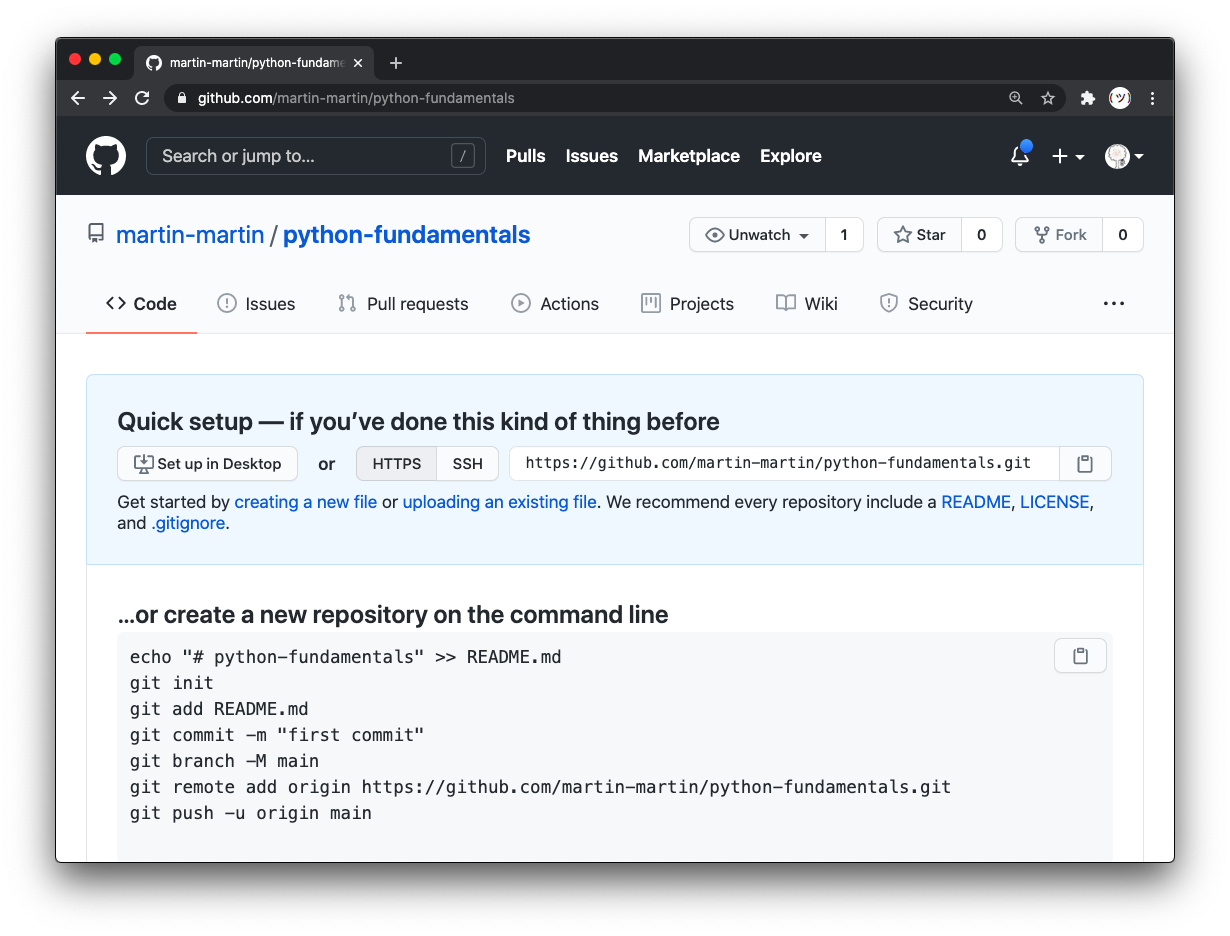 martin-martin/python-fundame
github.com/martin-martin/python-fundamentals
Search or jump to... /
Pulls Issues Marketplace Explore
martin-martin / python-fundamentals
Unwatch 1 Star 0 Fork 0
Code Issues Pull requests Actions Projects Wiki Security
Quick setup — if you’ve done this kind of thing before
Set up in Desktop or HTTPS SSH https://github.com/martin-martin/python-fundamentals.git
Get started by creating a new file or uploading an existing file. We recommend every repository include a README, LICENSE,
and .gitignore.
…or create a new repository on the command line
echo "# python-fundamentals" >> README.md
git init
git add README.md
git commit -m "first commit"
git branch -M main
git remote add origin https://github.com/martin-martin/python-fundamentals.git
git push -u origin main